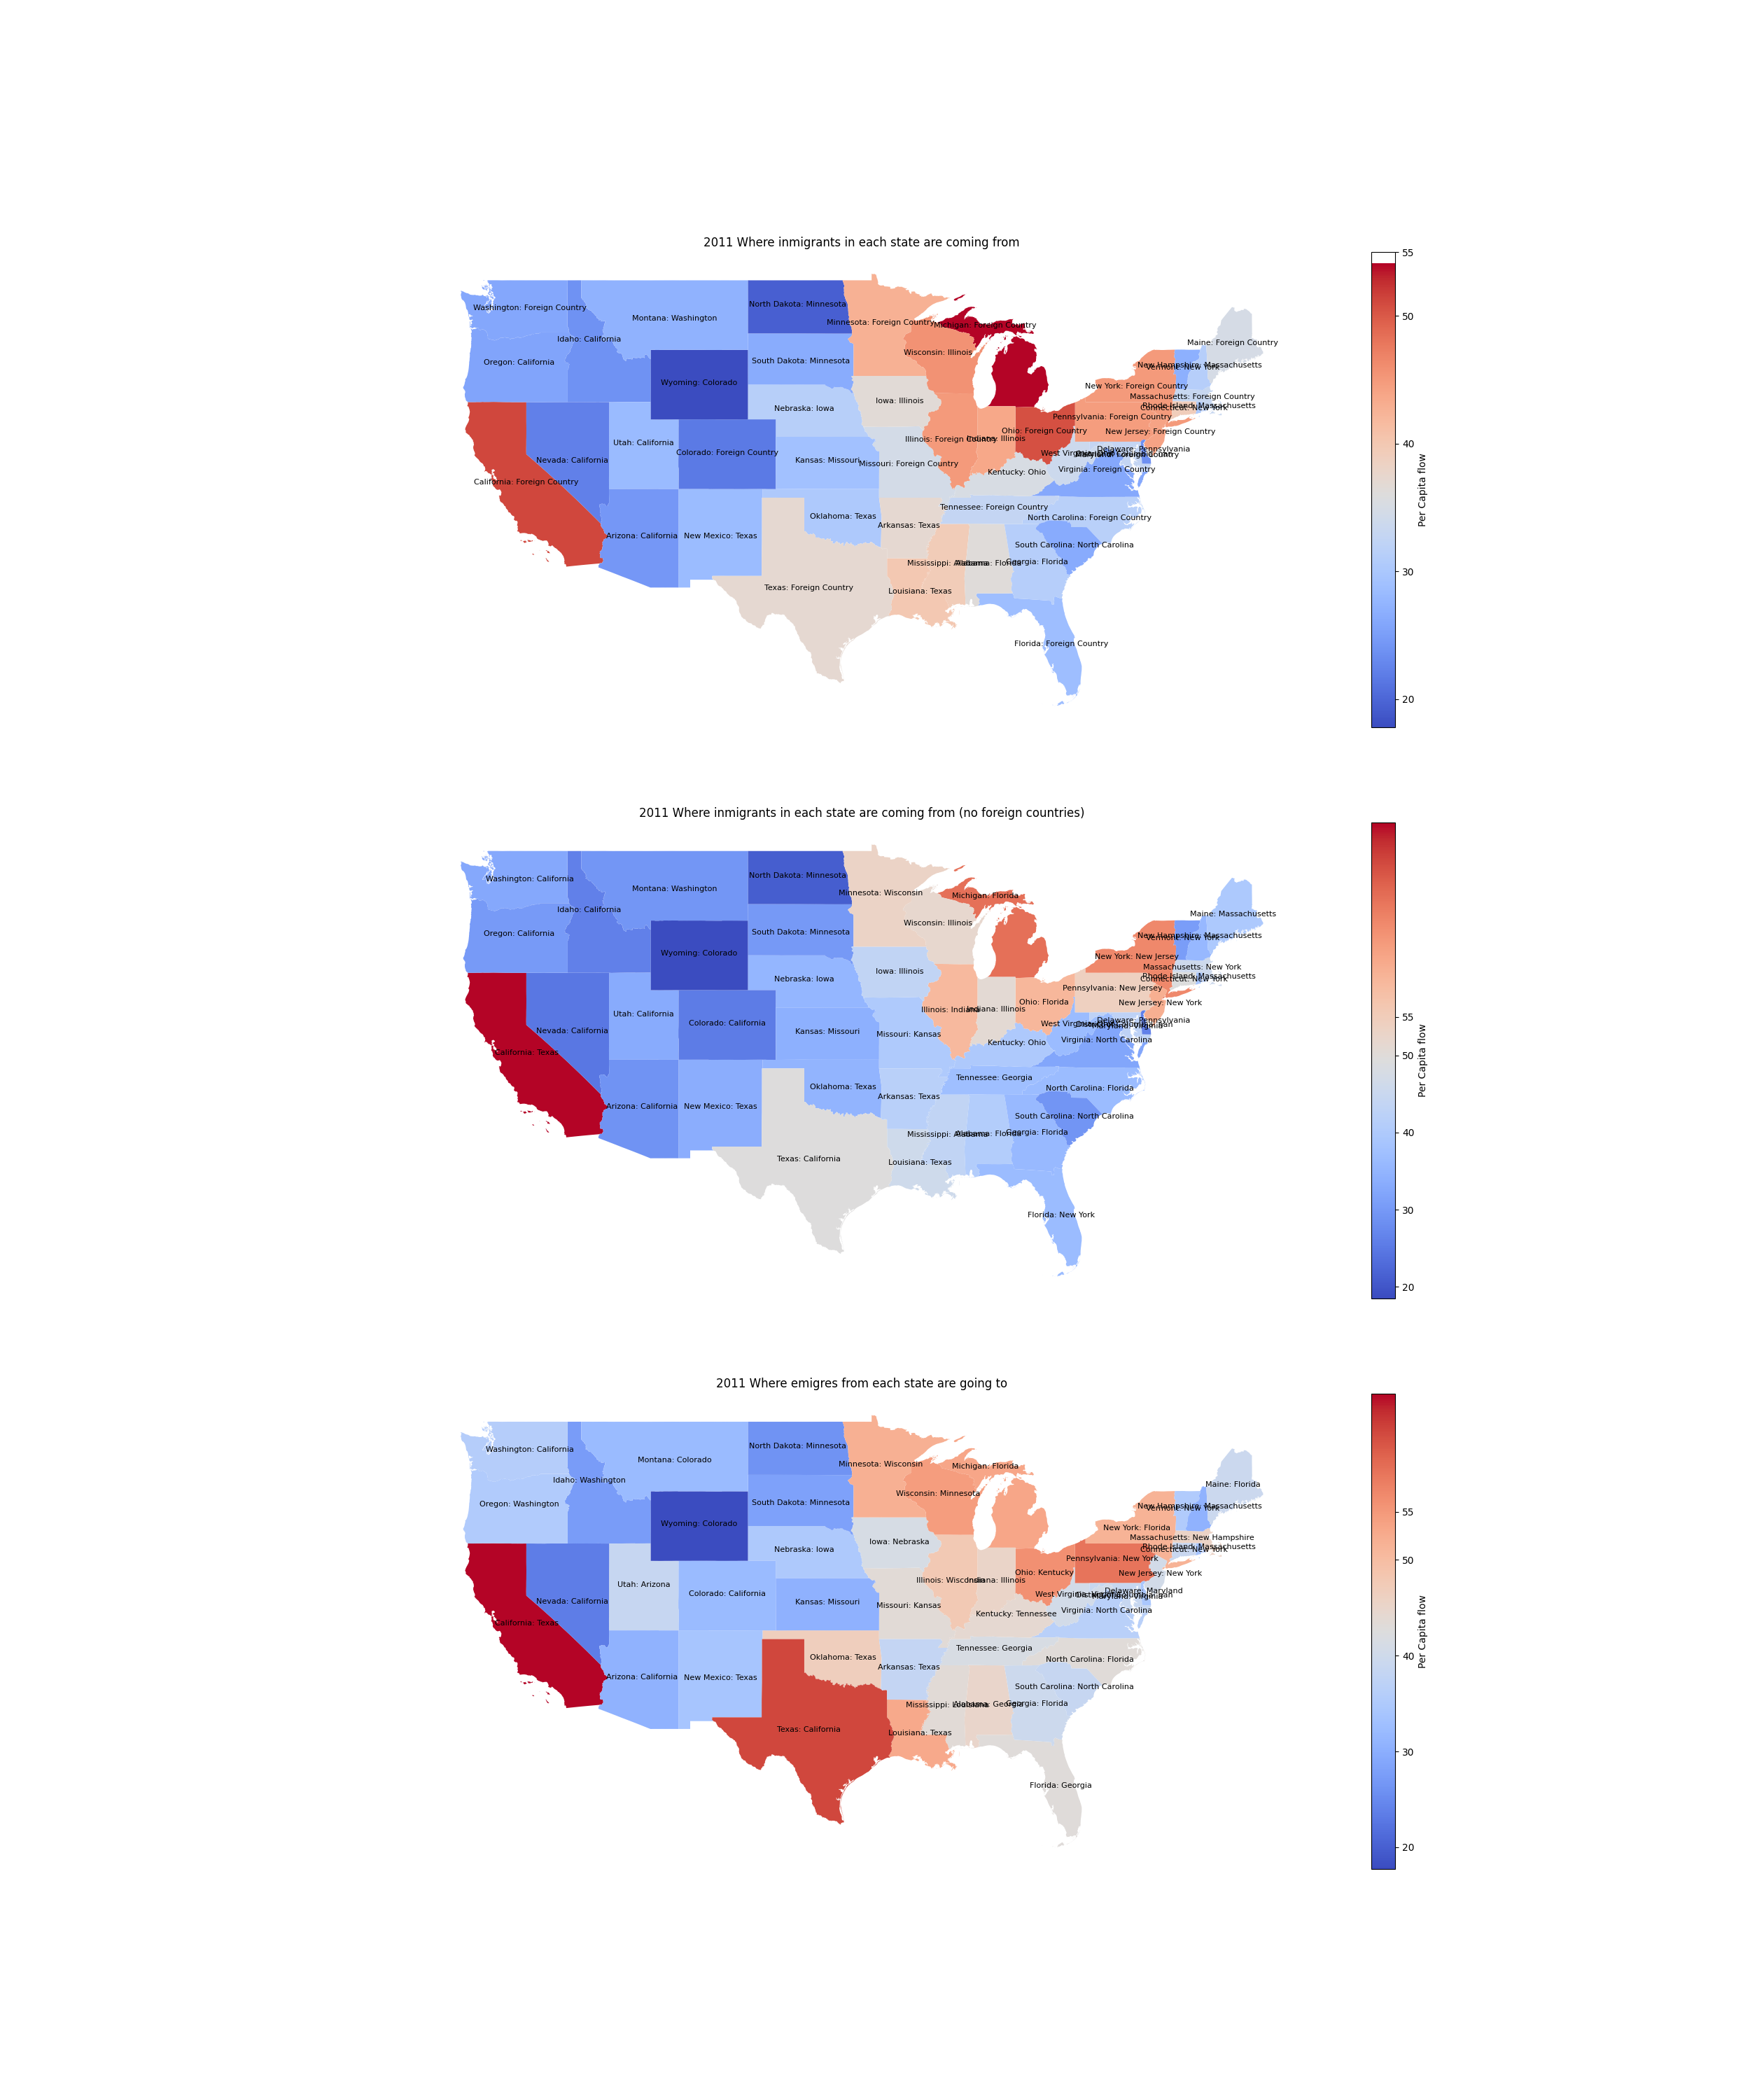 2011 Where inmigrants in each state are coming from
Washington: Foreign Country
Montana: Washington
North Dakota: Minnesota
Minnesota: Foreign Country
Michigan: Foreign Country
Idaho: California
Maine: Foreign Country
Oregon: California
South Dakota: Minnesota
Wisconsin: Illinois
New Hampshire: Massachusetts
Vermont: New York
Wyoming: Colorado
New York: Foreign Country
Nebraska: Iowa
Iowa: Illinois
Massachusetts: Foreign Country
Rhode Island: Massachusetts
Connecticut: New York
Pennsylvania: Foreign Country
Utah: California
Colorado: Foreign Country
Illinois: Foreign Country
Indiana: Illinois
Ohio: Foreign Country
New Jersey: Foreign Country
Nevada: California
Kansas: Missouri
Missouri: Foreign Country
Delaware: Pennsylvania
Kentucky: Ohio
Virginia: Foreign Country
California: Foreign Country
Oklahoma: Texas
Arkansas: Texas
Tennessee: Foreign Country
North Carolina: Foreign Country
Arizona: California
New Mexico: Texas
South Carolina: North Carolina
Mississippi: Alabama
Alabama: Florida
Georgia: Florida
Texas: Foreign Country
Louisiana: Texas
Florida: Foreign Country
55
50
40
30
20
Per Capita flow
2011 Where inmigrants in each state are coming from (no foreign countries)
Washington: California
Montana: Washington
North Dakota: Minnesota
Minnesota: Wisconsin
Michigan: Florida
Idaho: California
Maine: Massachusetts
Oregon: California
South Dakota: Minnesota
Wisconsin: Illinois
New Hampshire: Massachusetts
Vermont: New York
Wyoming: Colorado
New York: New Jersey
Nebraska: Iowa
Iowa: Illinois
Massachusetts: New York
Rhode Island: Massachusetts
Connecticut: New York
Pennsylvania: New Jersey
Utah: California
Colorado: California
Illinois: Indiana
Indiana: Illinois
Ohio: Florida
New Jersey: New York
Nevada: California
Kansas: Missouri
Missouri: Kansas
Delaware: Pennsylvania
Maryland: Virginia
Kentucky: Ohio
Virginia: North Carolina
California: Texas
Oklahoma: Texas
Arkansas: Texas
Tennessee: Georgia
North Carolina: Florida
Arizona: California
New Mexico: Texas
South Carolina: North Carolina
Mississippi: Alabama
Alabama: Florida
Georgia: Florida
Texas: California
Louisiana: Texas
Florida: New York
55
50
40
30
20
Per Capita flow
2011 Where emigres from each state are going to
Washington: California
Montana: Colorado
North Dakota: Minnesota
Minnesota: Wisconsin
Michigan: Florida
Idaho: Washington
Maine: Florida
Oregon: Washington
South Dakota: Minnesota
Wisconsin: Minnesota
New Hampshire: Massachusetts
Vermont: New York
Wyoming: Colorado
New York: Florida
Nebraska: Iowa
Iowa: Nebraska
Massachusetts: New Hampshire
Rhode Island: Massachusetts
Connecticut: New York
Pennsylvania: New York
Utah: Arizona
Colorado: California
Illinois: Wisconsin
Indiana: Illinois
Ohio: Kentucky
New Jersey: New York
Nevada: California
Kansas: Missouri
Missouri: Kansas
Delaware: Maryland
Maryland: Virginia
Kentucky: Tennessee
Virginia: North Carolina
California: Texas
Oklahoma: Texas
Arkansas: Texas
Tennessee: Georgia
North Carolina: Florida
Arizona: California
New Mexico: Texas
South Carolina: North Carolina
Mississippi: Louisiana
Alabama: Georgia
Georgia: Florida
Texas: California
Louisiana: Texas
Florida: Georgia
55
50
40
30
20
Per Capita flow